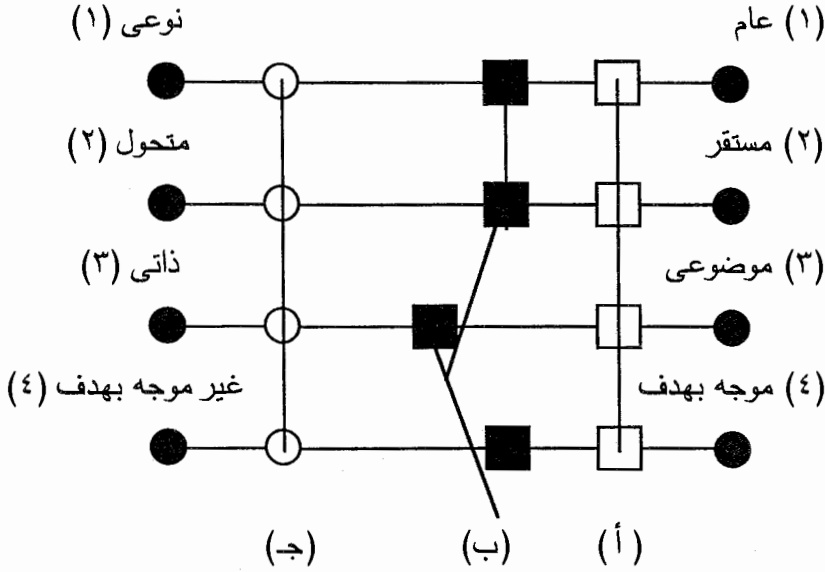 (١) عام
نوعى (١)
(٢) مستقر
متحول (٢)
(٣) موضوعى
ذاتى (٣)
(٤) موجه بهدف
غير موجه بهدف (٤)
(أ) (ب) (جـ)